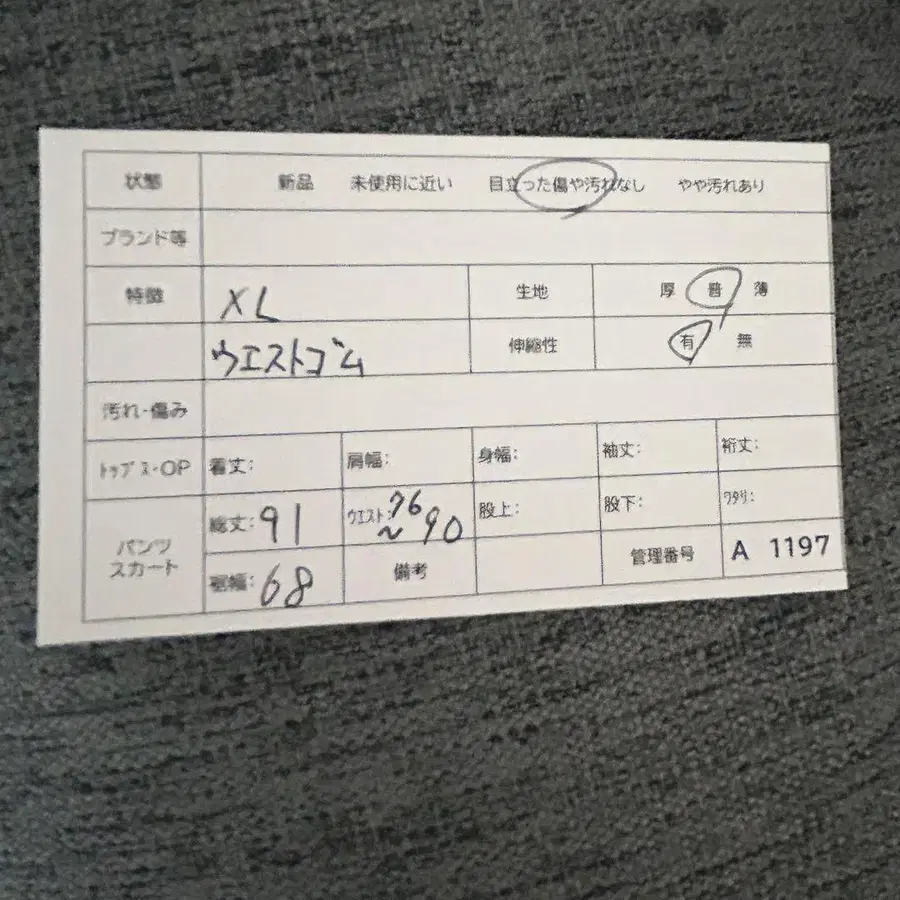 状態 新品 未使用に近い 目立った傷や汚れなし やや汚れあり
ブランド等
特徴 XL 生地 厚 普 薄
ウエストゴム 伸縮性 有 無
汚れ・傷み
トップス・OP 着丈: 肩幅: 身幅: 袖丈: 裄丈:
パンツ スカート 総丈: 91 ウエスト: 76 ~ 90 股上: 股下: ワタリ:
裾幅: 68 備考 管理番号 A 1197